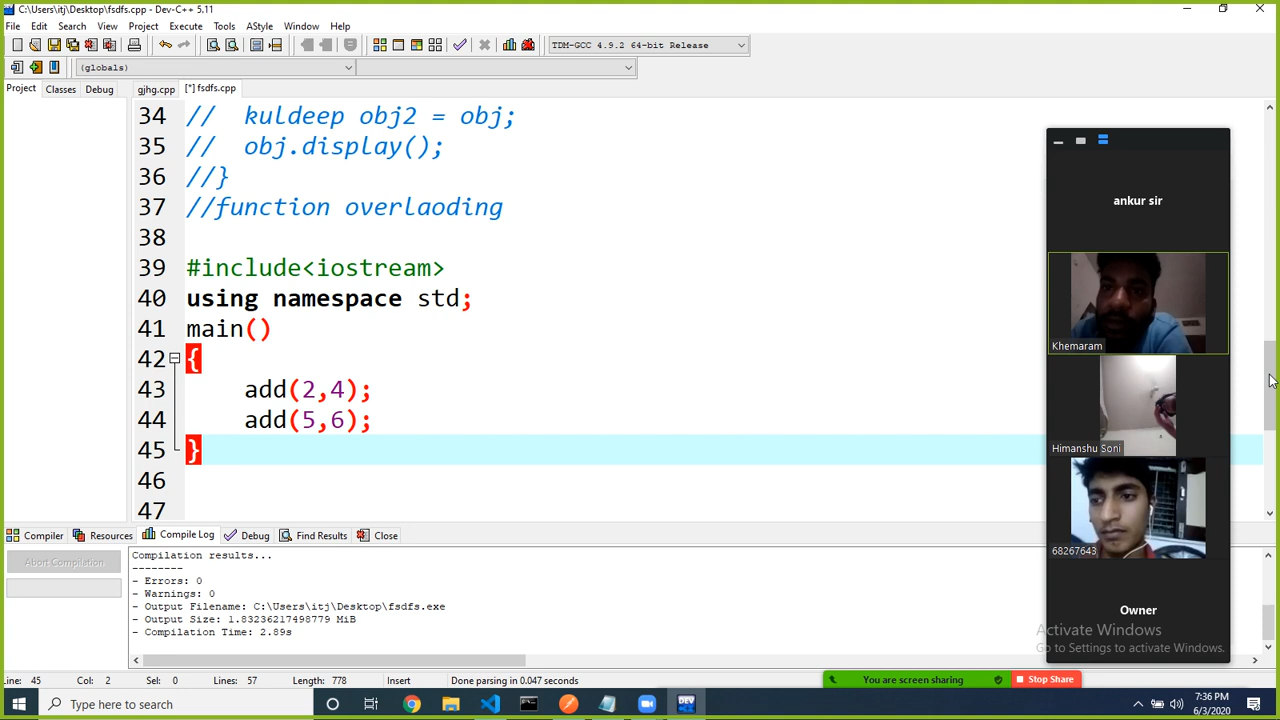 C:\Users\itj\Desktop\fsdfs.cpp - Dev-C++ 5.11
File Edit Search View Project Execute Tools AStyle Window Help
TDM-GCC 4.9.2 64-bit Release
(globals)
Project Classes Debug gjhg.cpp [*] fsdfs.cpp
34 // kuldeep obj2 = obj;
35 // obj.display();
36 //}
37 //function overlaoding
38
39 #include<iostream>
40 using namespace std;
41 main()
42 {
43 add(2,4);
44 add(5,6);
45 }
46
47
ankur sir
Khemaram
Himanshu Soni
68267643
Owner
Compiler Resources Compile Log Debug Find Results Close
Abort Compilation
Compilation results...
--------
- Errors: 0
- Warnings: 0
- Output Filename: C:\Users\itj\Desktop\fsdfs.exe
- Output Size: 1.83236217498779 MiB
- Compilation Time: 2.89s
Activate Windows
Go to Settings to activate Windows.
Line: 45 Col: 2 Sel: 0 Lines: 57 Length: 778 Insert Done parsing in 0.047 seconds
You are screen sharing Stop Share
Type here to search
DEV
7:36 PM
6/3/2020